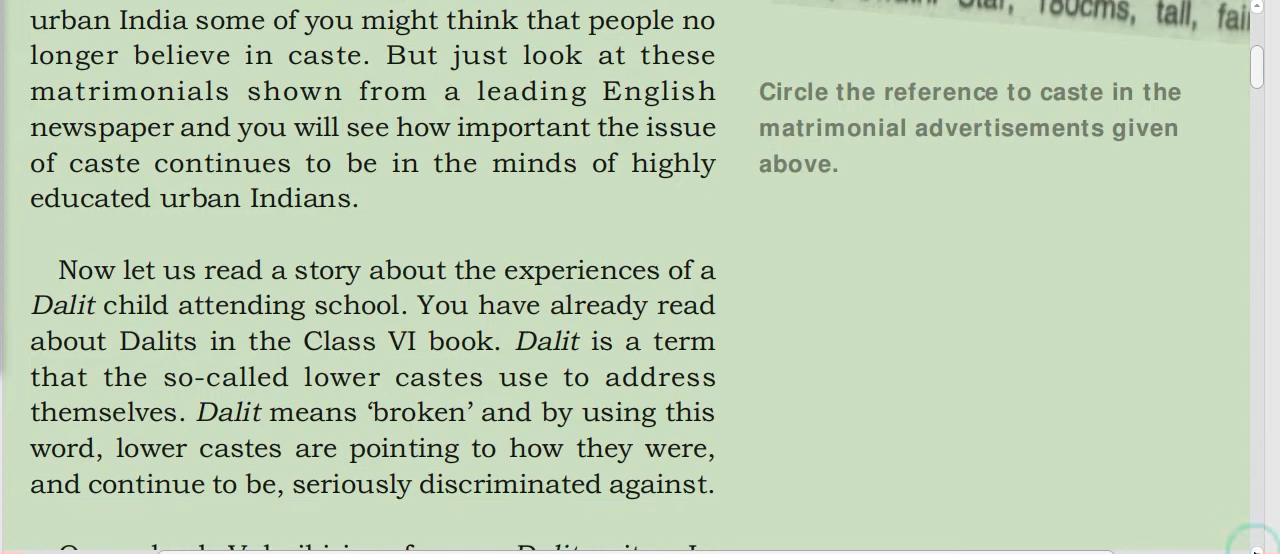 urban India some of you might think that people no
longer believe in caste. But just look at these
matrimonials shown from a leading English
newspaper and you will see how important the issue
of caste continues to be in the minds of highly
educated urban Indians.
Now let us read a story about the experiences of a
Dalit child attending school. You have already read
about Dalits in the Class VI book. Dalit is a term
that the so-called lower castes use to address
themselves. Dalit means ‘broken’ and by using this
word, lower castes are pointing to how they were,
and continue to be, seriously discriminated against.
180cms, tall,
Circle the reference to caste in the
matrimonial advertisements given
above.